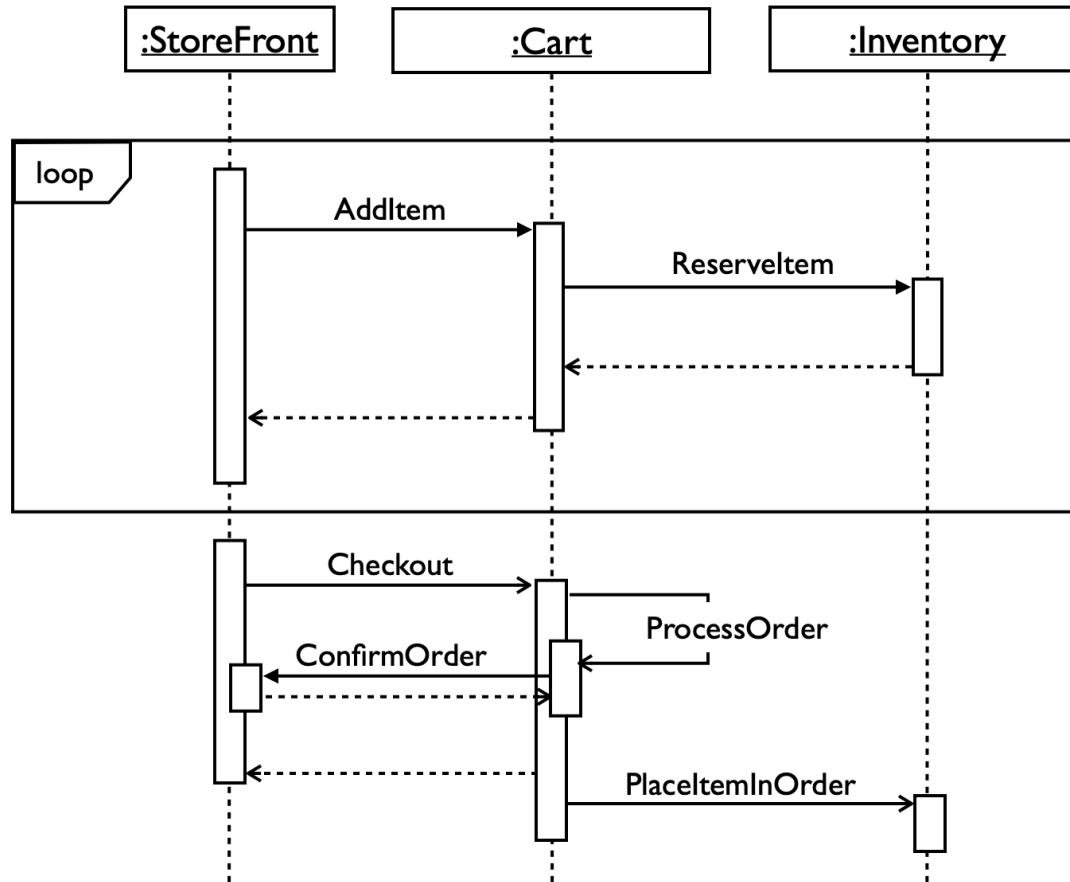 :StoreFront
:Cart
:Inventory
loop
AddItem
ReserveItem
Checkout
ProcessOrder
ConfirmOrder
PlaceItemInOrder